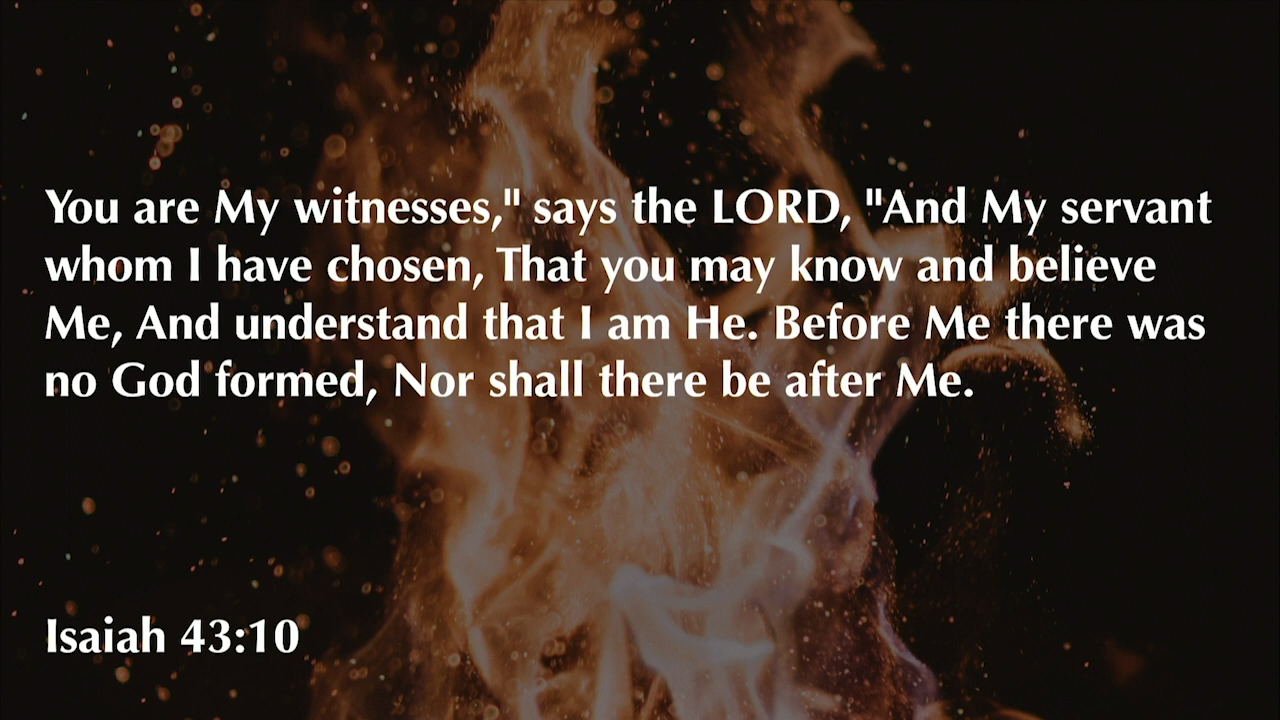 You are My witnesses," says the LORD, "And My servant
whom I have chosen, That you may know and believe
Me, And understand that I am He. Before Me there was
no God formed, Nor shall there be after Me.
Isaiah 43:10